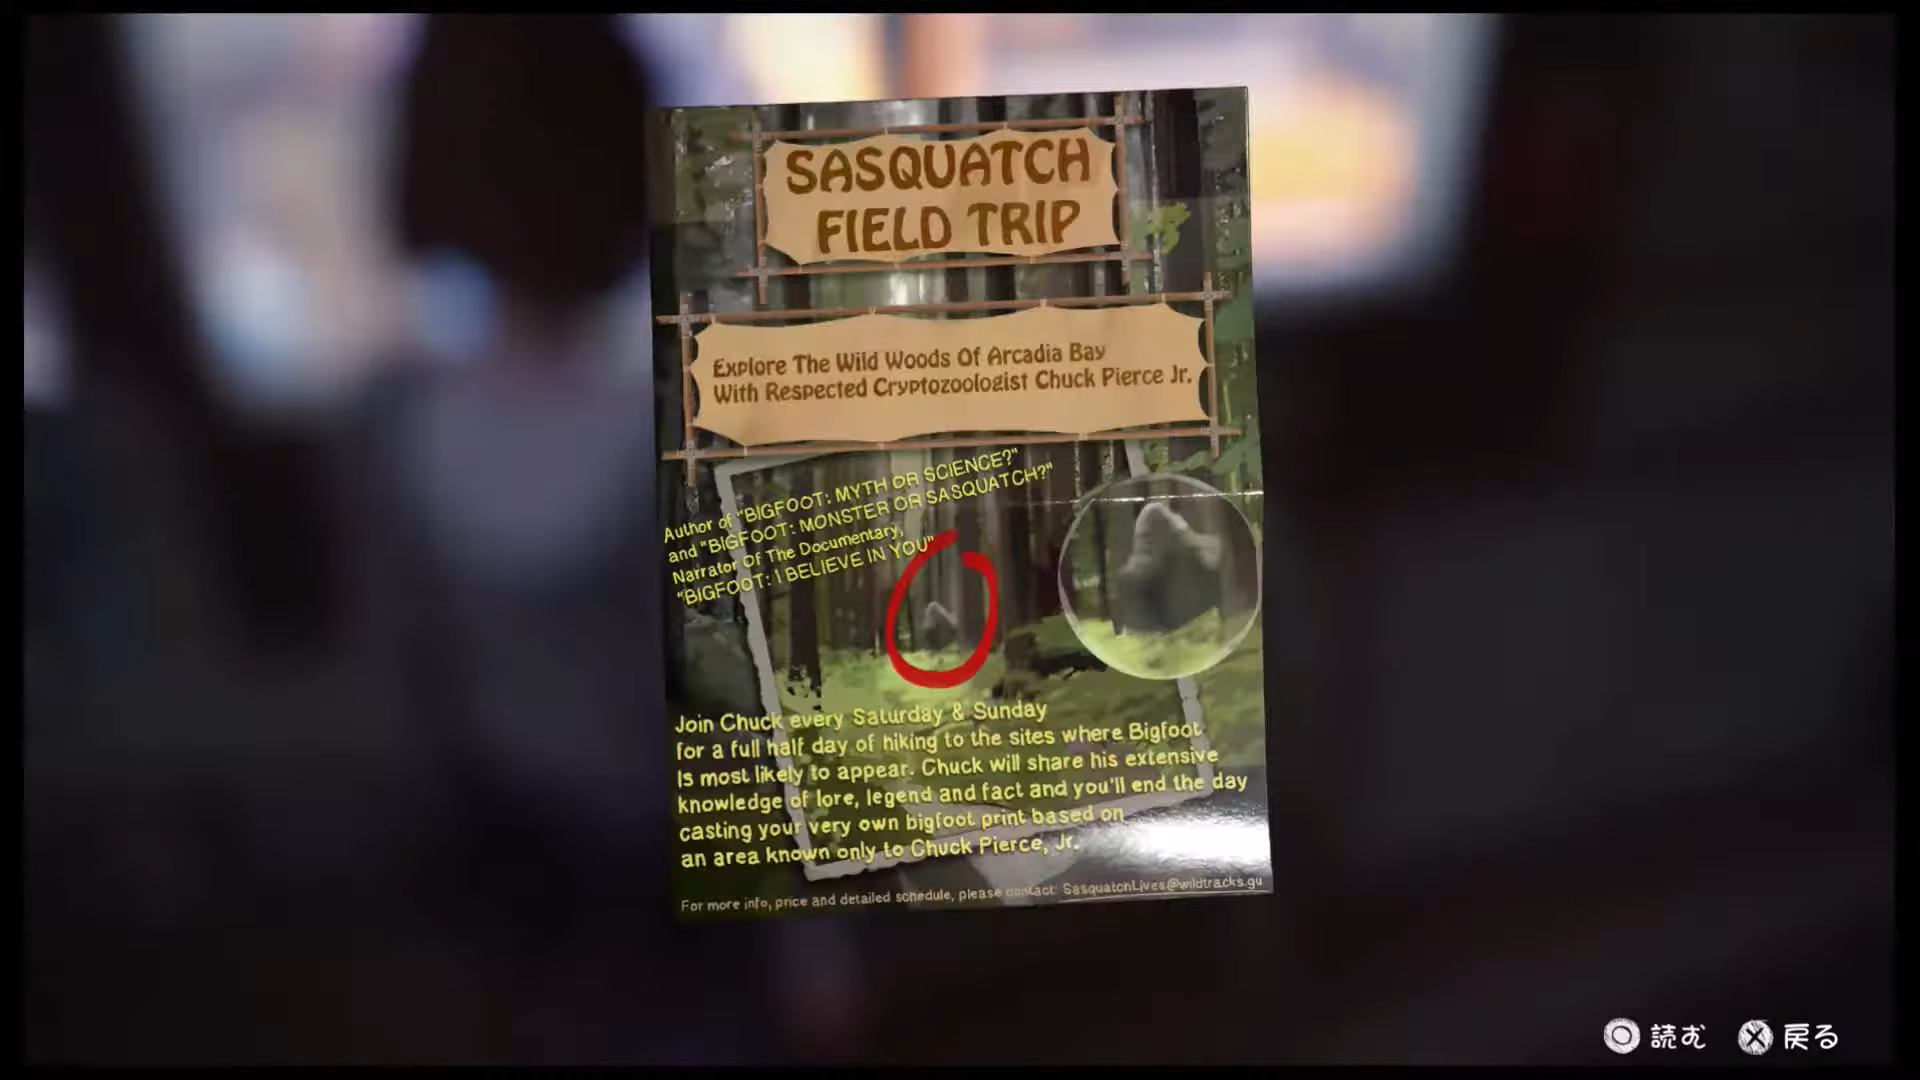 SASQUATCH
FIELD TRIP
Explore The Wild Woods Of Arcadia Bay
With Respected Cryptozoologist Chuck Pierce Jr.
Author of "BIGFOOT: MYTH OR SCIENCE?"
and "BIGFOOT: MONSTER OR SASQUATCH?"
Narrator Of The Documentary,
"BIGFOOT: I BELIEVE IN YOU"
Join Chuck every Saturday & Sunday
for a full half day of hiking to the sites where Bigfoot
Is most likely to appear. Chuck will share his extensive
knowledge of lore, legend and fact and you'll end the day
casting your very own bigfoot print based on
an area known only to Chuck Pierce, Jr.
For more info, price and detailed schedule, please contact: SasquatchLives@wildtracks.gu
読む 戻る